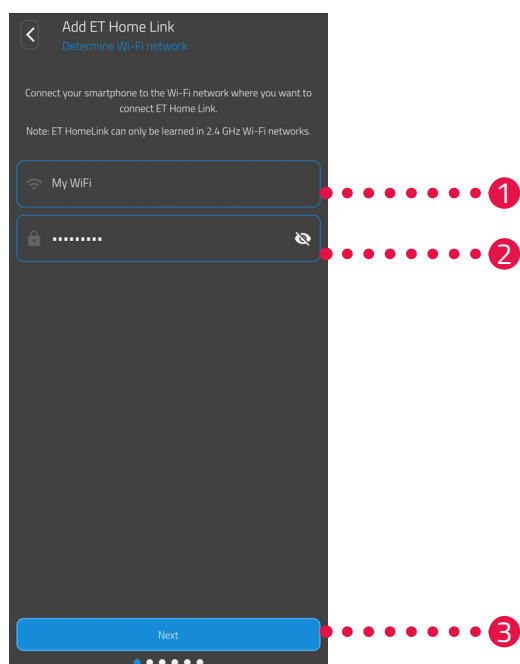 Add ET Home Link
Determine Wi-Fi network
Connect your smartphone to the Wi-Fi network where you want to
connect ET Home Link.
Note: ET HomeLink can only be learned in 2.4 GHz Wi-Fi networks.
My WiFi
1
•••••••••
2
Next
3